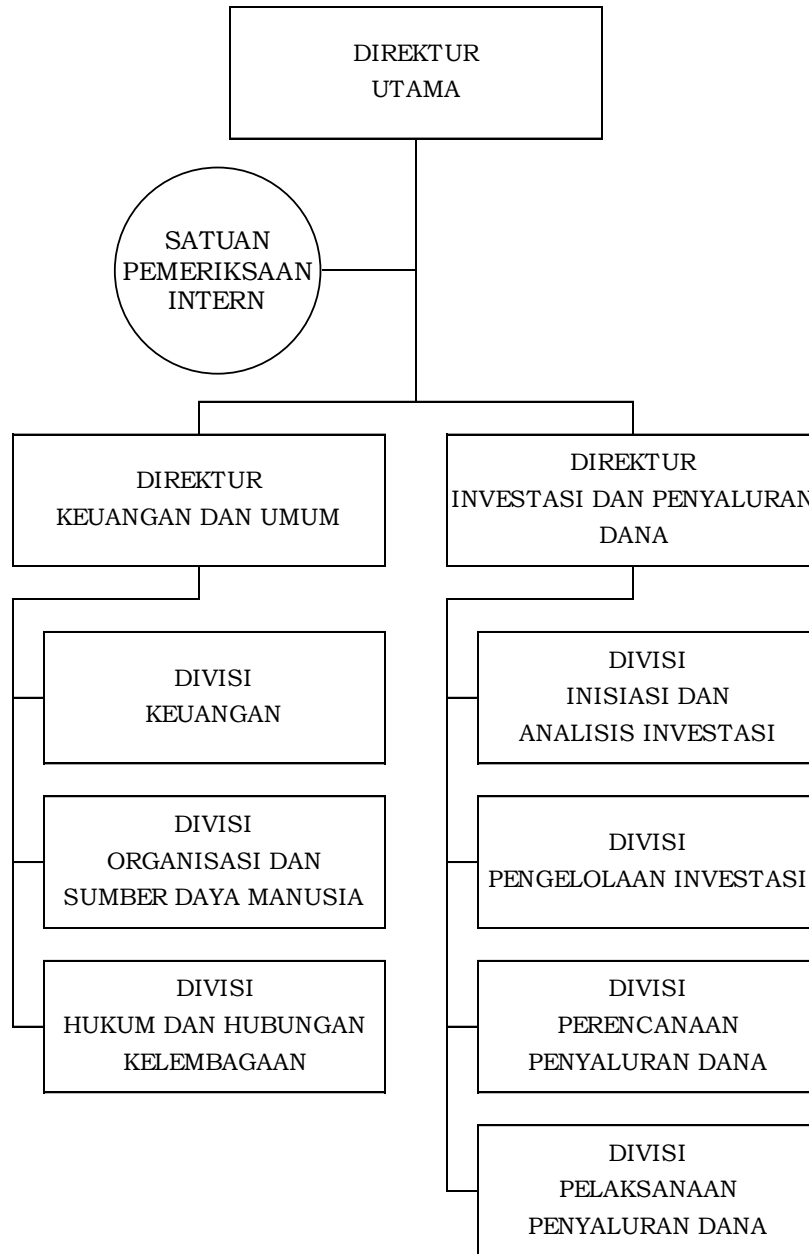 DIREKTUR
UTAMA
SATUAN
PEMERIKSAAN
INTERN
DIREKTUR
KEUANGAN DAN UMUM
DIREKTUR
INVESTASI DAN PENYALURAN
DANA
DIVISI
KEUANGAN
DIVISI
ORGANISASI DAN
SUMBER DAYA MANUSIA
DIVISI
HUKUM DAN HUBUNGAN
KELEMBAGAAN
DIVISI
INISIASI DAN
ANALISIS INVESTASI
DIVISI
PENGELOLAAN INVESTASI
DIVISI
PERENCANAAN
PENYALURAN DANA
DIVISI
PELAKSANAAN
PENYALURAN DANA